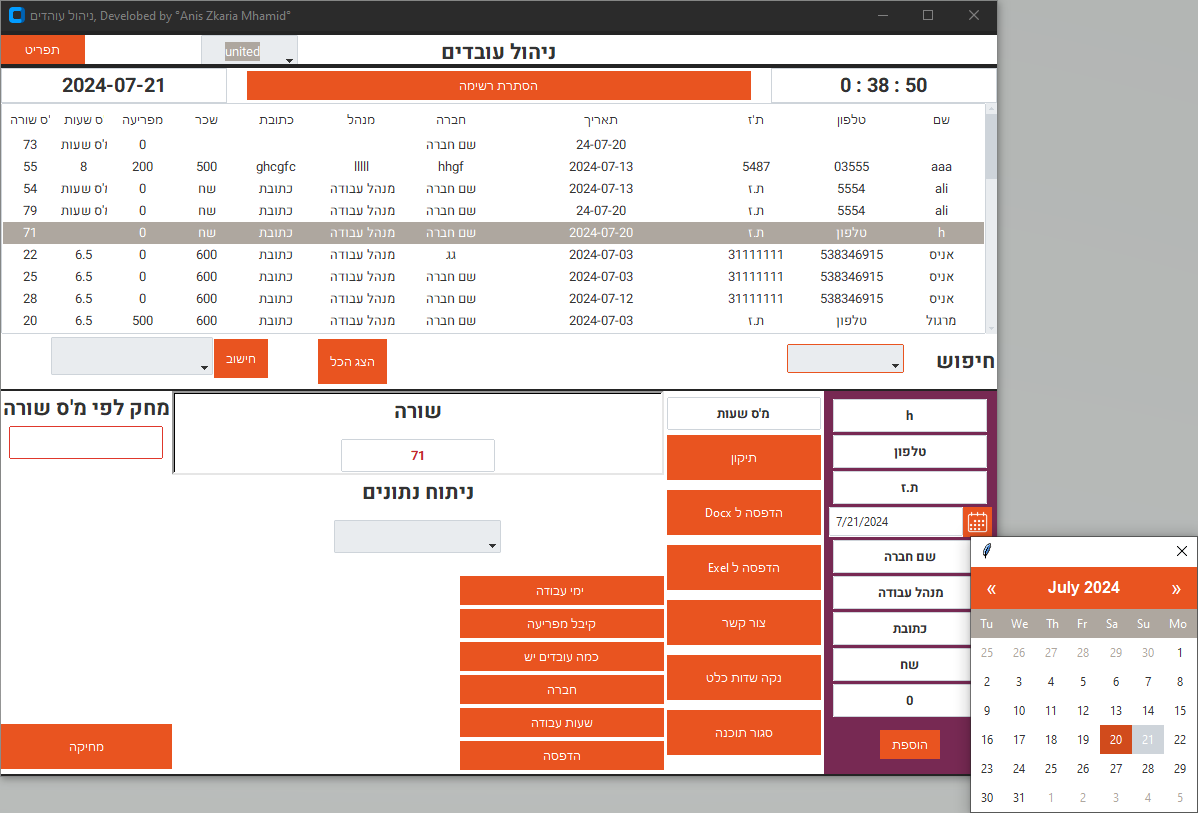 ניהול עוהדים, Develobed by °Anis Zkaria Mhamid°
תפריט
united
ניהול עובדים
2024-07-21
הסתרת רשימה
0 : 38 : 50
שם טלפון ת'ז תאריך חברה מנהל כתובת שכר מפריעה ס שעות ס שורה'
24-07-20 שם חברה 0 מ'ס שעות 73
aaa 03555 5487 2024-07-13 hhgf lllll ghcgfc 500 200 8 55
ali 5554 ת.ז 2024-07-13 שם חברה מנהל עבודה כתובת שח 0 מ'ס שעות 54
ali 5554 ת.ז 24-07-20 שם חברה מנהל עבודה כתובת שח 0 מ'ס שעות 79
h טלפון ת.ז 2024-07-20 שם חברה מנהל עבודה כתובת שח 0 71
אניס 538346915 31111111 2024-07-03 גג מנהל עבודה כתובת 600 0 6.5 22
אניס 538346915 31111111 2024-07-03 שם חברה מנהל עבודה כתובת 600 0 6.5 25
אניס 538346915 31111111 2024-07-12 שם חברה מנהל עבודה כתובת 600 0 6.5 28
מרגול טלפון ת.ז 2024-07-03 שם חברה מנהל עבודה כתובת 600 500 6.5 20
חיפוש
הצג הכל
חישוב
h
טלפון
ת.ז
7/21/2024
שם חברה
מנהל עבודה
כתובת
שח
0
הוספת
מ'ס שעות
תיקון
הדפסה ל Docx
הדפסה ל Exel
צור קשר
נקה שדות כלט
סגור תוכנה
שורה
71
ניתוח נתונים
ימי עבודה
קיבל מפריעה
כמה עובדים יש
חברה
שעות עבודה
הדפסה
מחק לפי מ'ס שורה
מחיקה
« July 2024 »
Tu We Th Fr Sa Su Mo
25 26 27 28 29 30 1
2 3 4 5 6 7 8
9 10 11 12 13 14 15
16 17 18 19 20 21 22
23 24 25 26 27 28 29
30 31 1 2 3 4 5